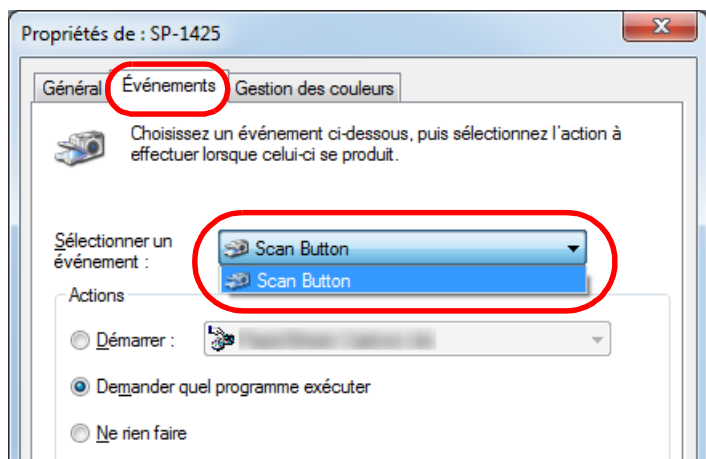 Propriétés de : SP-1425
Général Événements Gestion des couleurs
Choisissez un événement ci-dessous, puis sélectionnez l'action à
effectuer lorsque celui-ci se produit.
Sélectionner un
événement :
Scan Button
Scan Button
Actions
Démarrer :
Demander quel programme exécuter
Ne rien faire